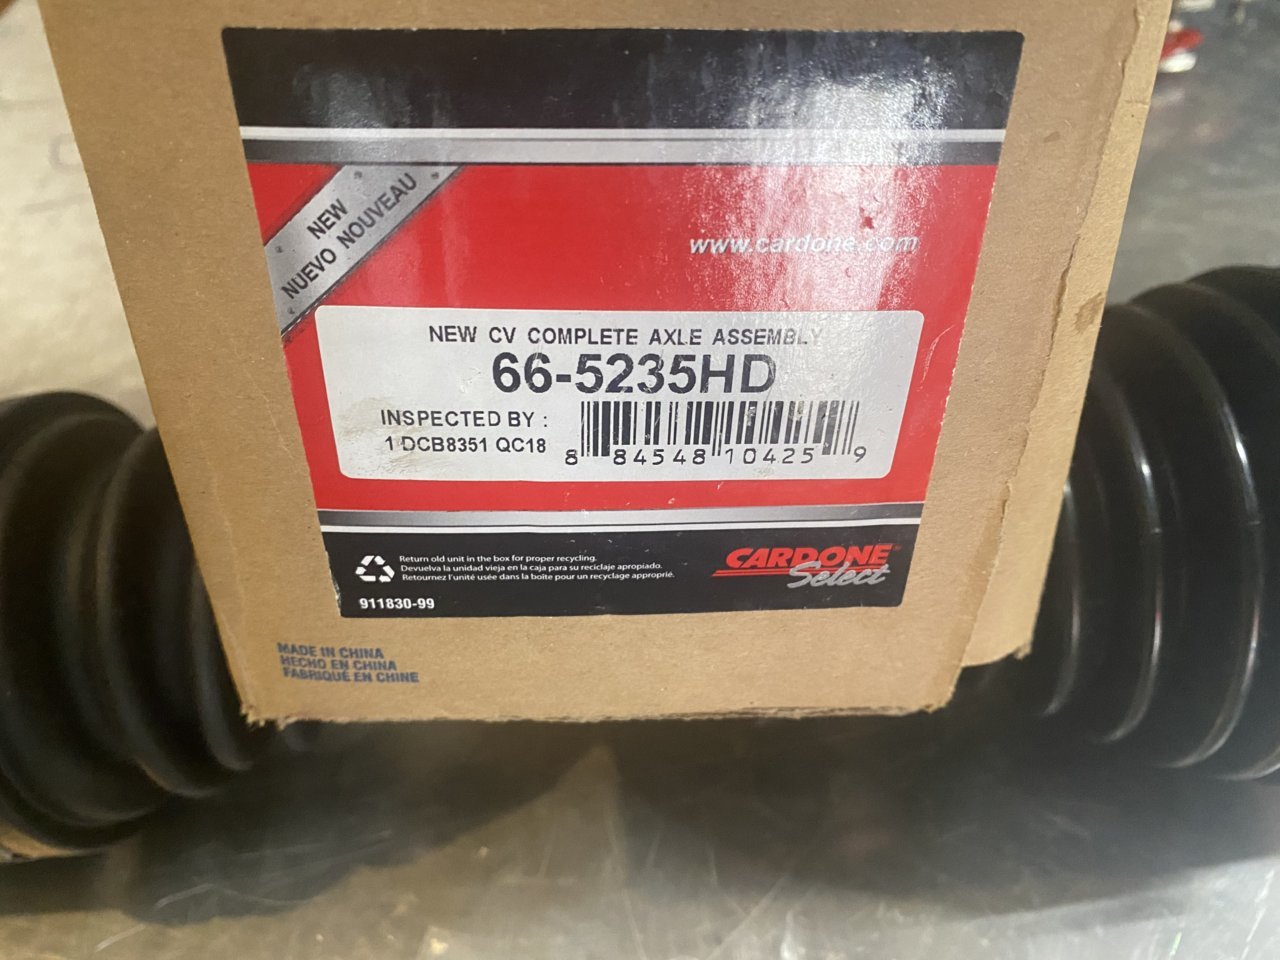 NEW
NUEVO NOUVEAU
www.cardone.com
NEW CV COMPLETE AXLE ASSEMBLY
66-5235HD
INSPECTED BY :
1 DCB8351 QC18
8 84548 10425 9
Return old unit in the box for proper recycling.
Devuelva la unidad vieja en la caja para su reciclaje apropiado.
Retournez l'unité usée dans la boîte pour un recyclage approprié.
CARDONE
Select
911830-99
MADE IN CHINA
HECHO EN CHINA
FABRIQUÉ EN CHINE